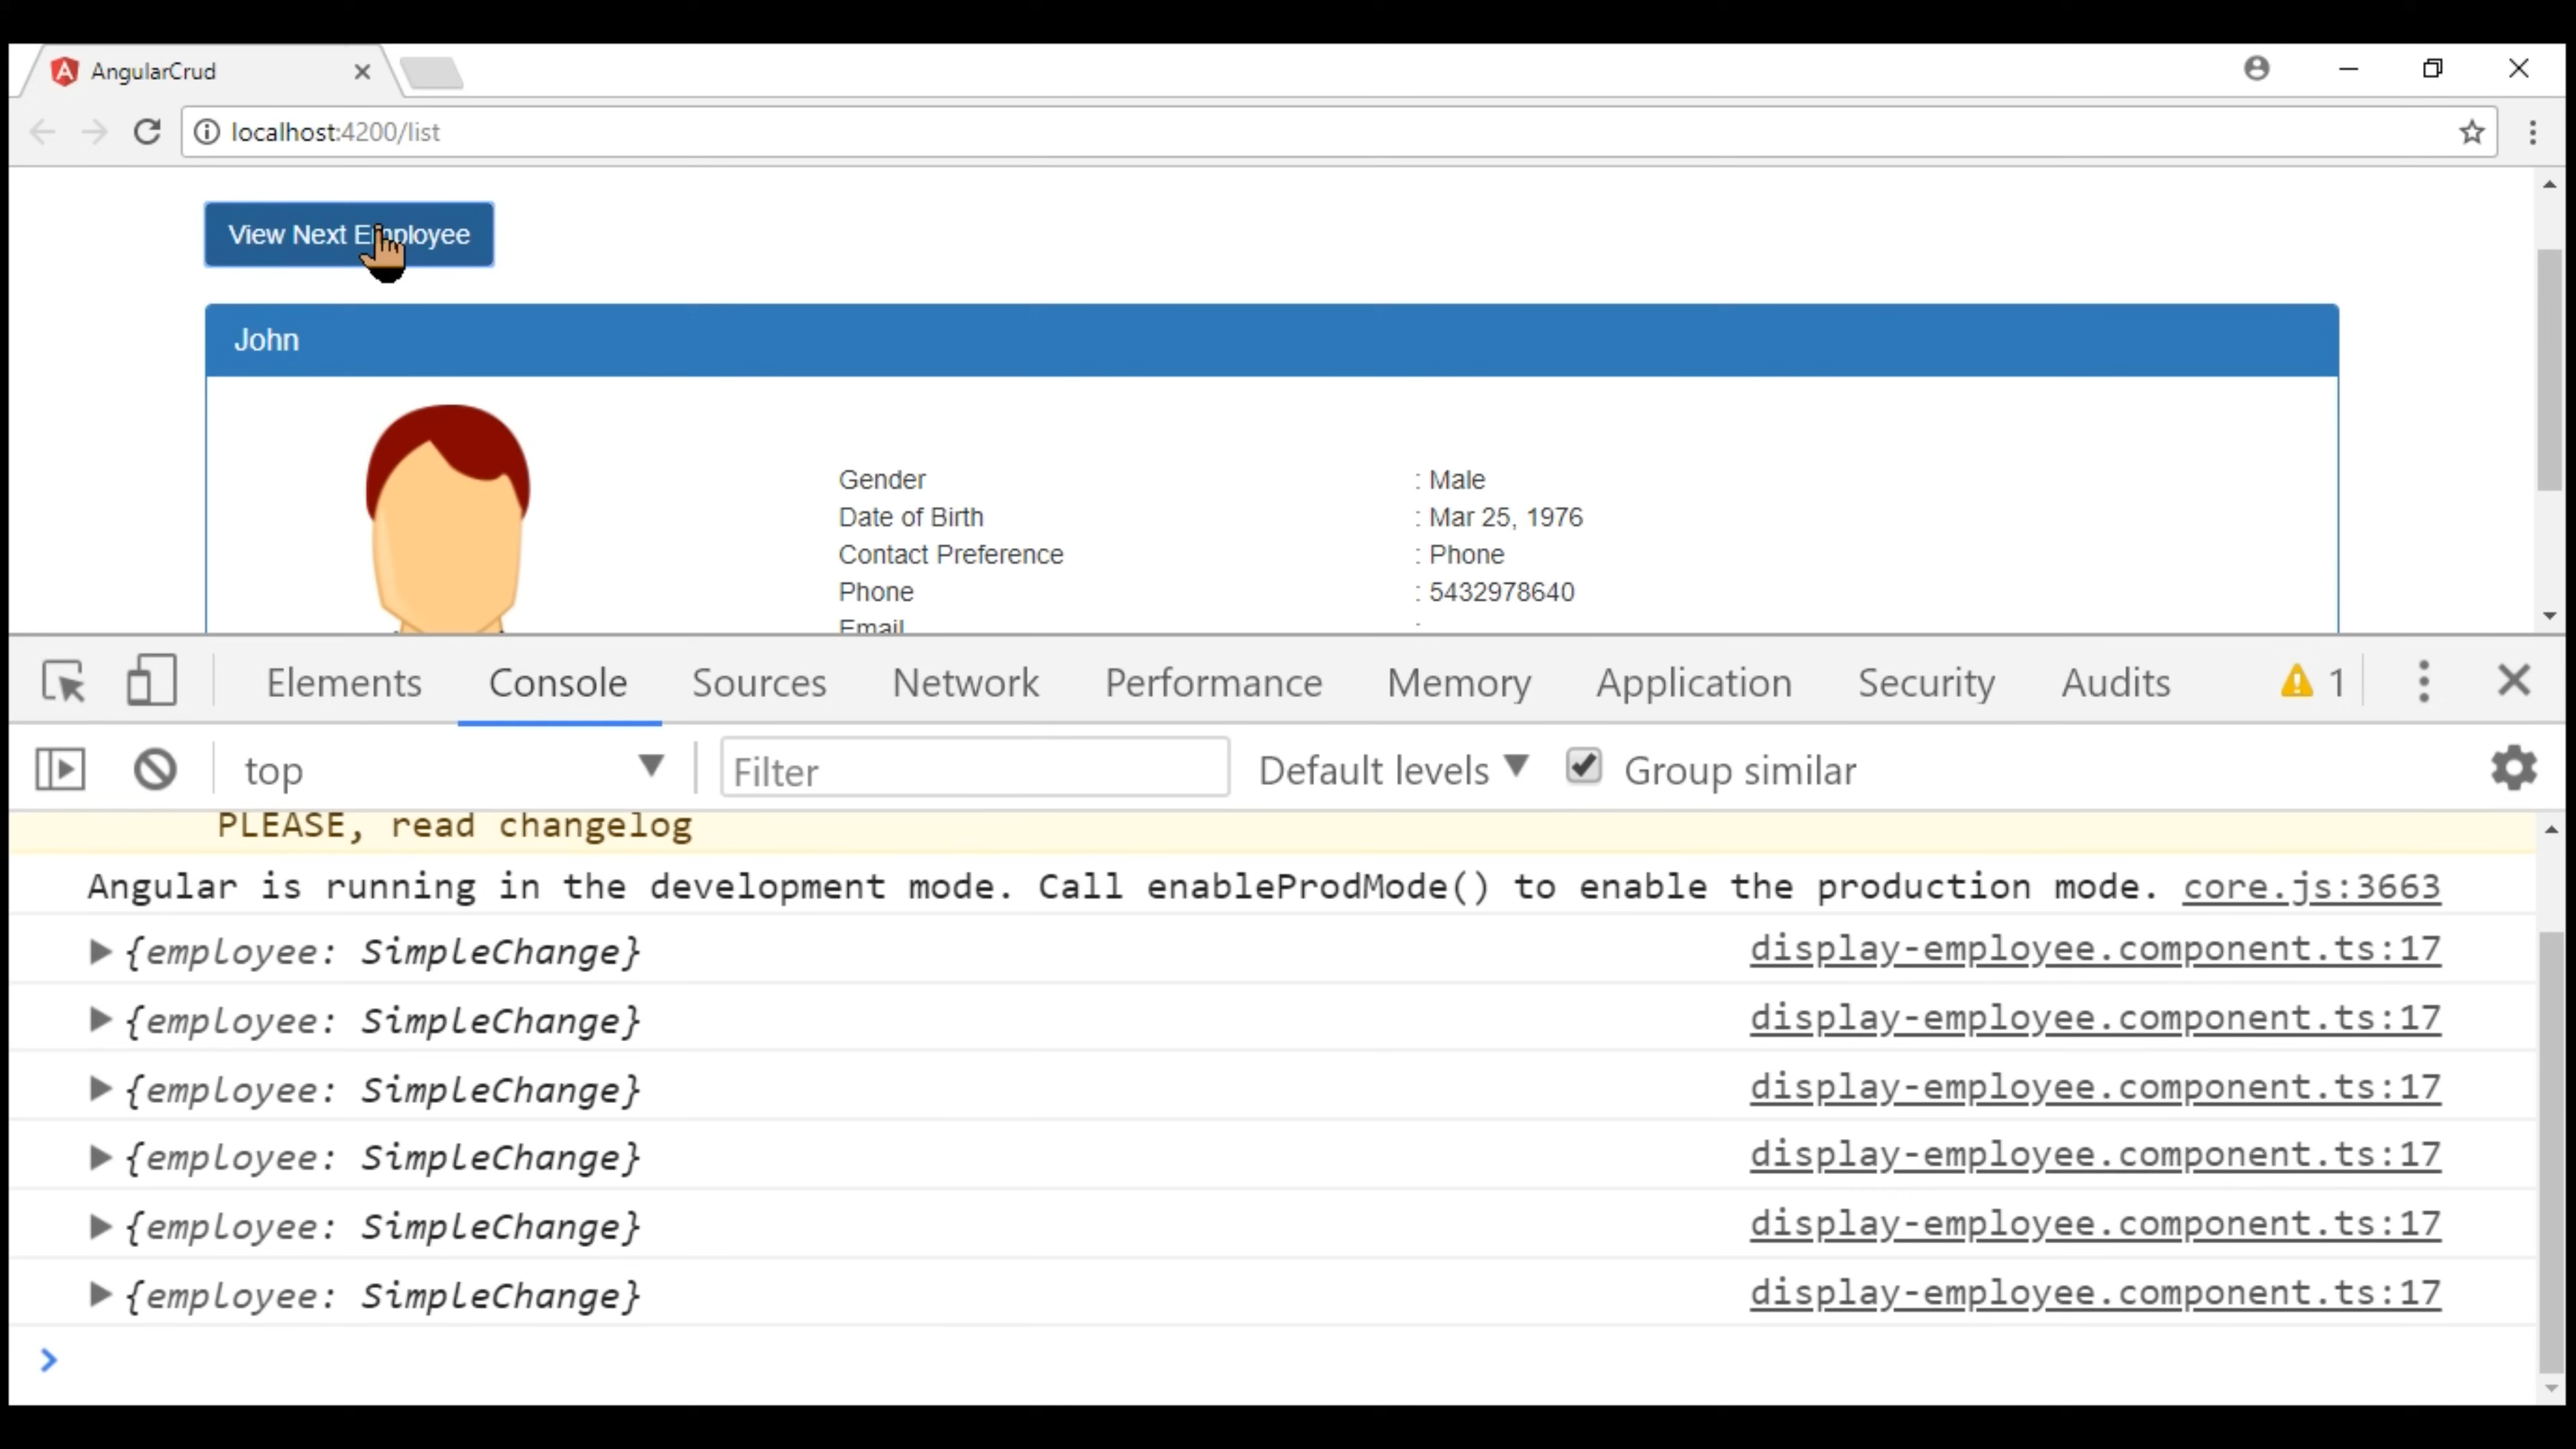 AngularCrud
localhost:4200/list
View Next Employee
John
Gender : Male
Date of Birth : Mar 25, 1976
Contact Preference : Phone
Phone : 5432978640
Email :
Elements Console Sources Network Performance Memory Application Security Audits 1
top Filter Default levels Group similar
PLEASE, read changelog
Angular is running in the development mode. Call enableProdMode() to enable the production mode. core.js:3663
{employee: SimpleChange} display-employee.component.ts:17
{employee: SimpleChange} display-employee.component.ts:17
{employee: SimpleChange} display-employee.component.ts:17
{employee: SimpleChange} display-employee.component.ts:17
{employee: SimpleChange} display-employee.component.ts:17
{employee: SimpleChange} display-employee.component.ts:17